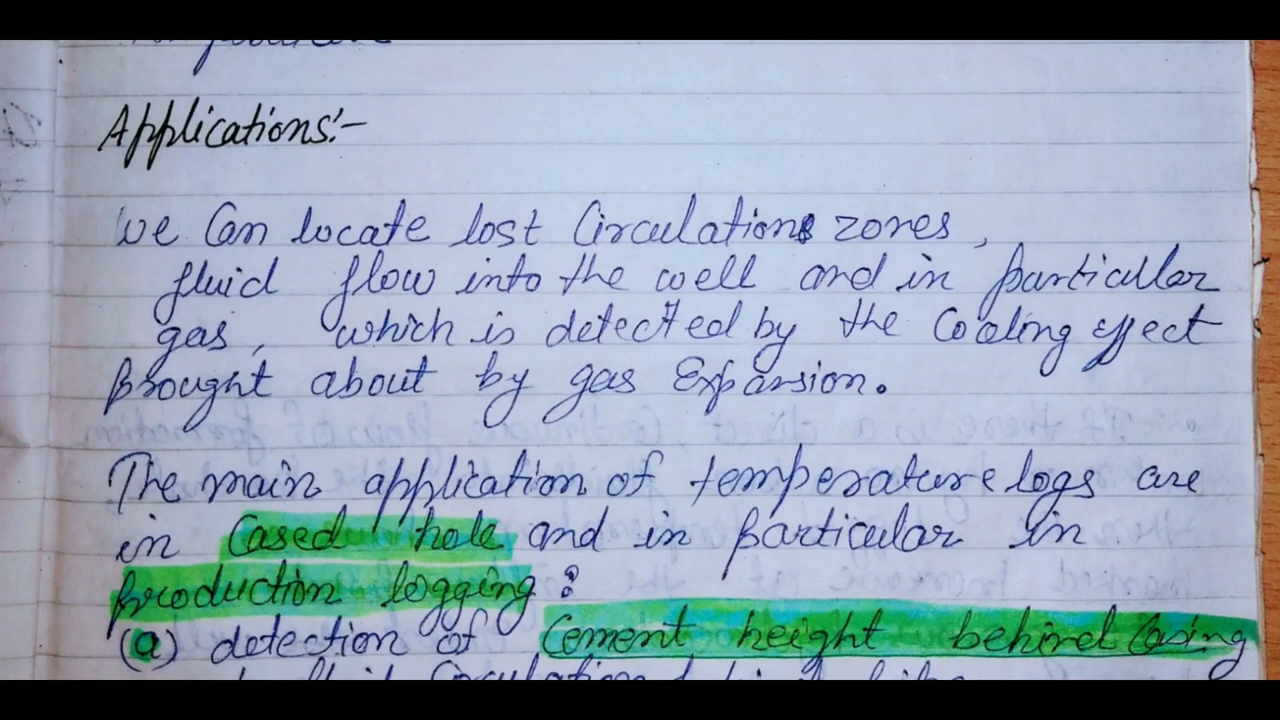 Applications:-
We Can locate lost Circulations zones,
fluid flow into the well and in particular
gas, which is detected by the Cooling effect
Brought about by gas Expansion.
The main application of temperature logs are
in Cased hole and in particular in
production logging:
(a) detection of Cement height behind Casing